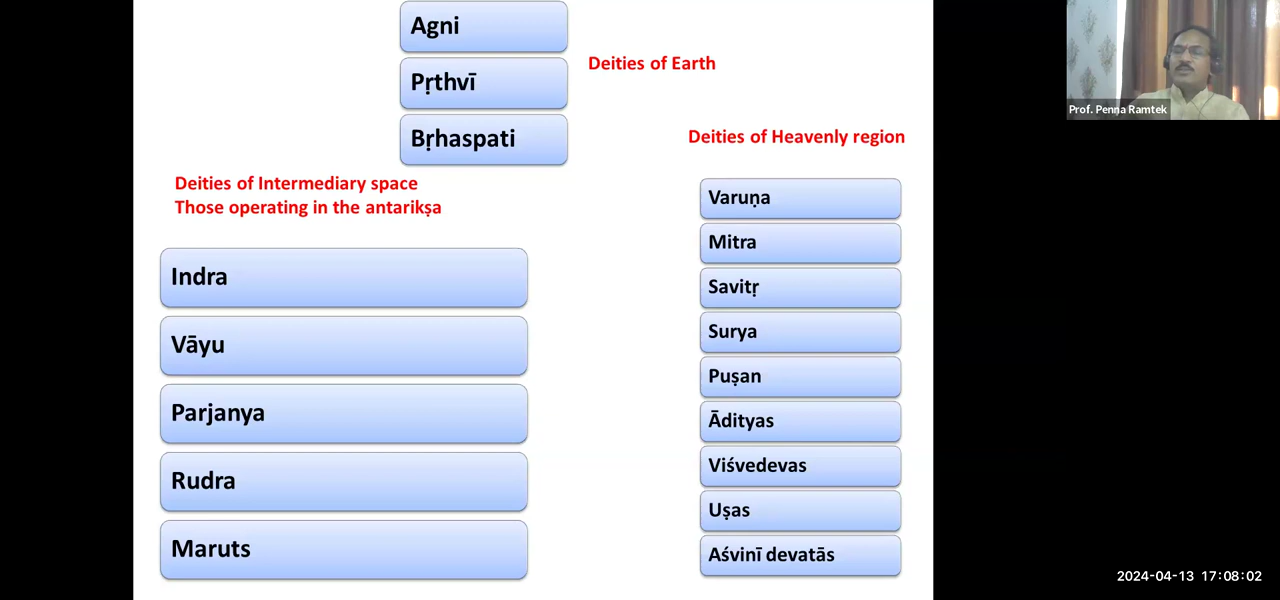 Agni
Pṛthvī
Bṛhaspati
Deities of Earth
Prof. Penna Ramtek
Deities of Heavenly region
Deities of Intermediary space
Those operating in the antarikṣa
Indra
Vāyu
Parjanya
Rudra
Maruts
Varuṇa
Mitra
Savitṛ
Surya
Puṣan
Ādityas
Viśvedevas
Uṣas
Aśvinī devatās
2024-04-13 17:08:02